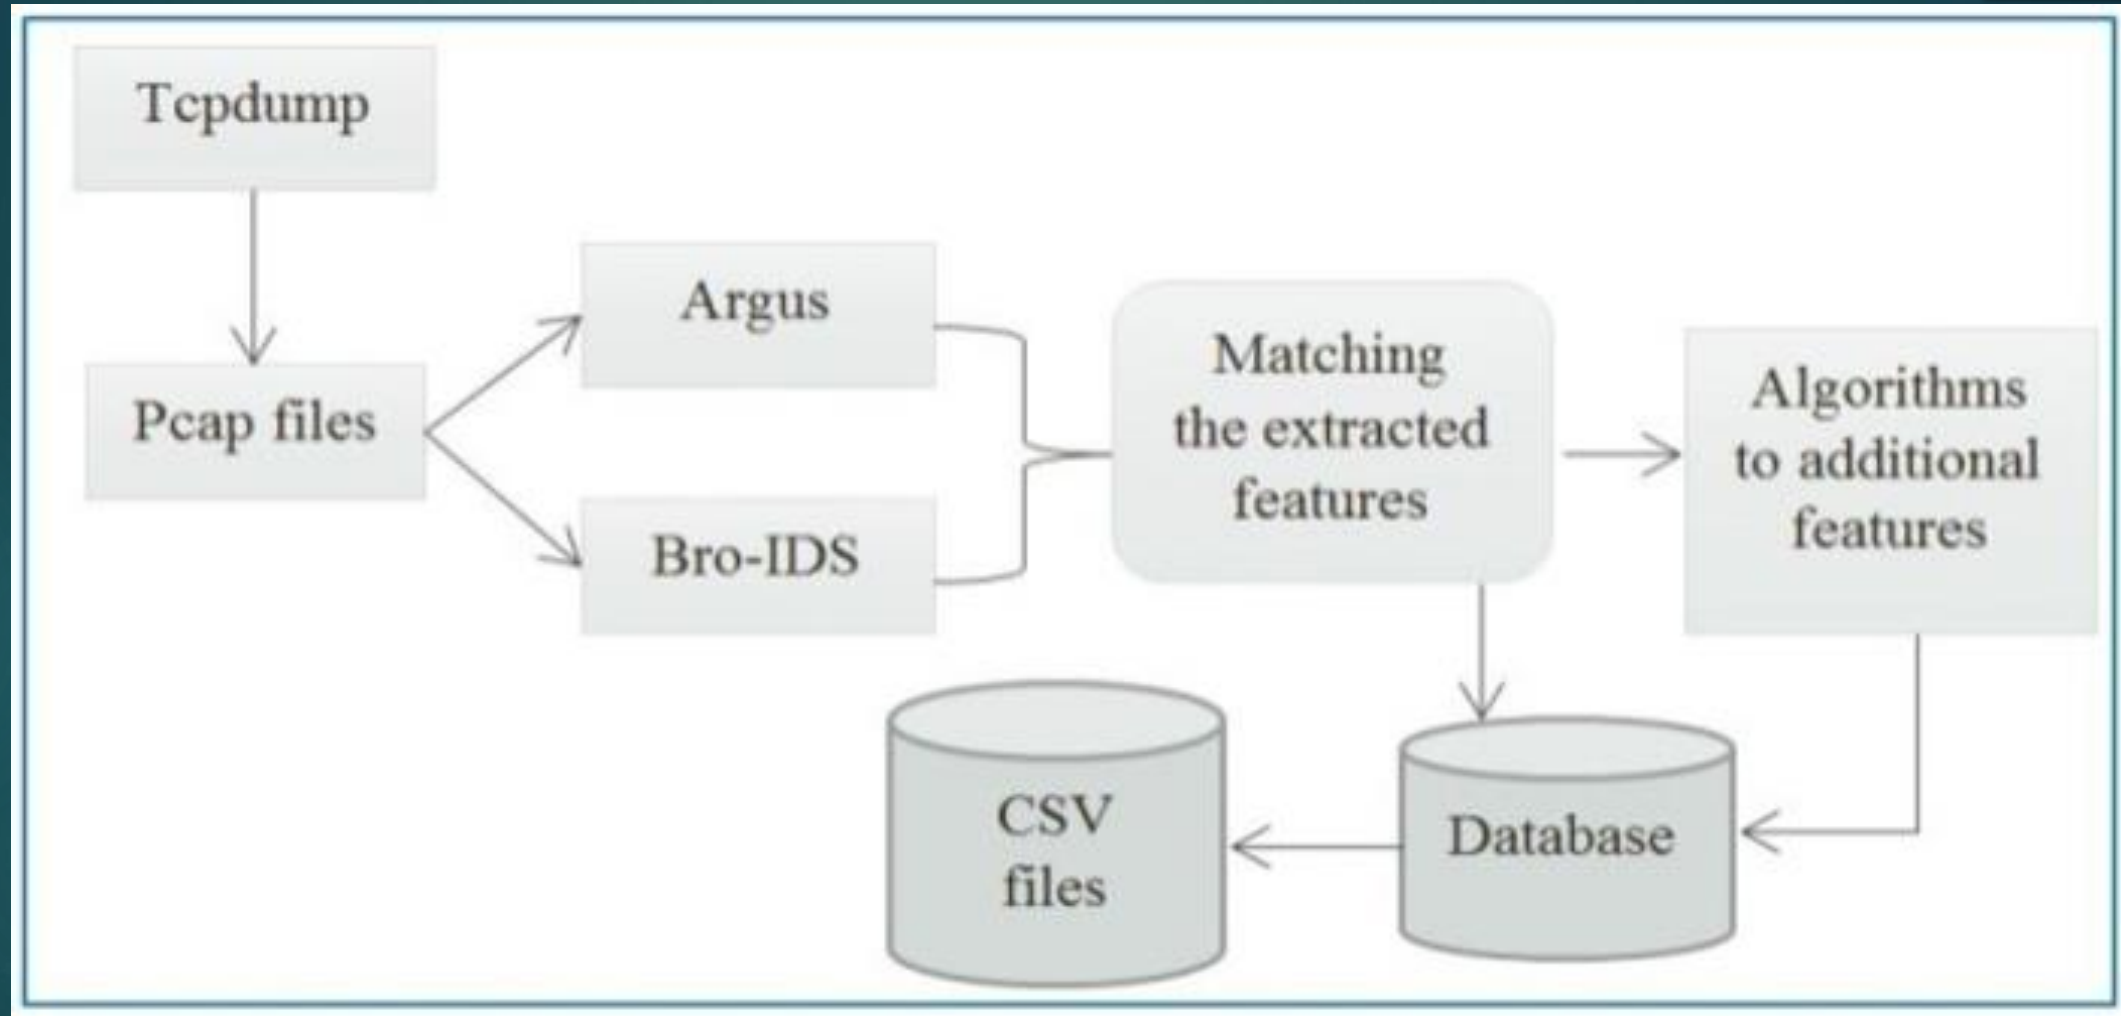 Tcpdump
Pcap files
Argus
Bro-IDS
Matching
the extracted
features
Algorithms
to additional
features
CSV
files
Database